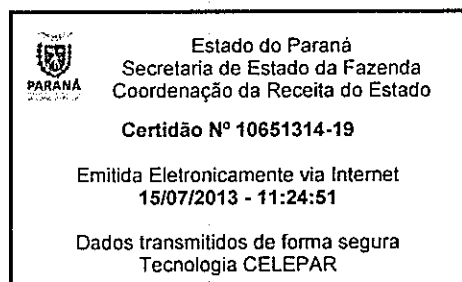 Estado do Paraná
Secretaria de Estado da Fazenda
PARANÁ
Coordenação da Receita do Estado
Certidão Nº 10651314-19
Emitida Eletronicamente via Internet
15/07/2013 - 11:24:51
Dados transmitidos de forma segura
Tecnologia CELEPAR